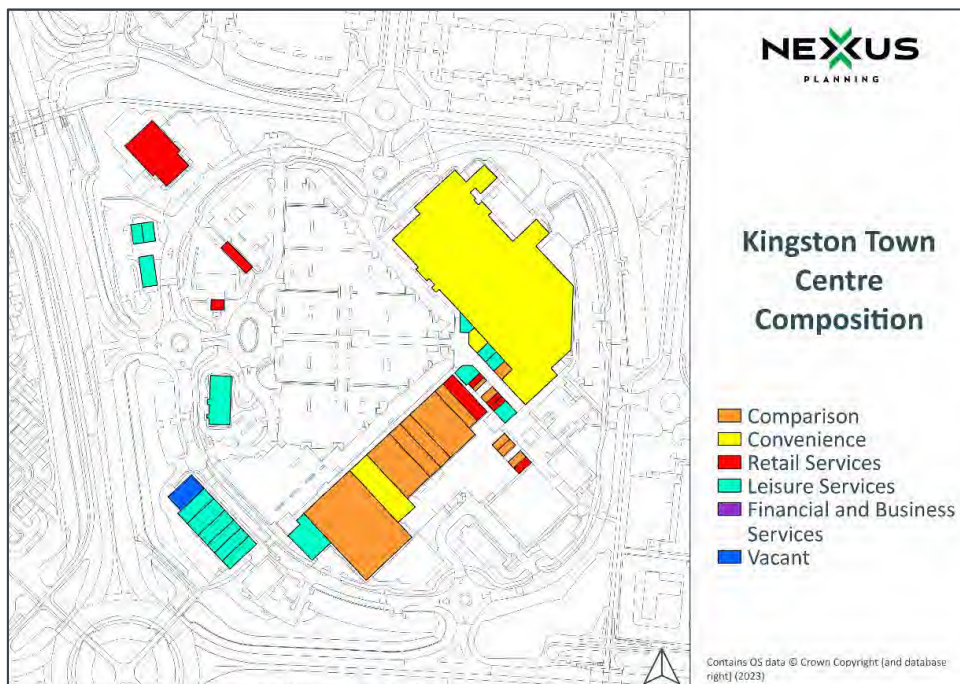 NEXUS
PLANNING
Kingston Town
Centre
Composition
Comparison
Convenience
Retail Services
Leisure Services
Financial and Business
Services
Vacant
Contains OS data © Crown Copyright [and database
right] (2023)